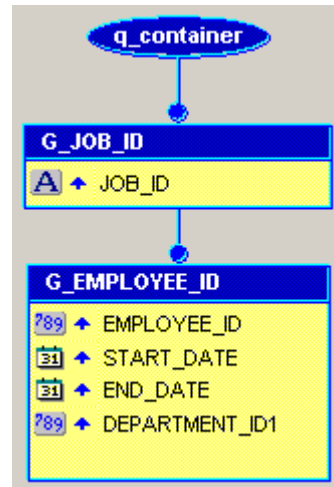 q_container
G_JOB_ID
A JOB_ID
G_EMPLOYEE_ID
789 EMPLOYEE_ID
31 START_DATE
31 END_DATE
789 DEPARTMENT_ID1